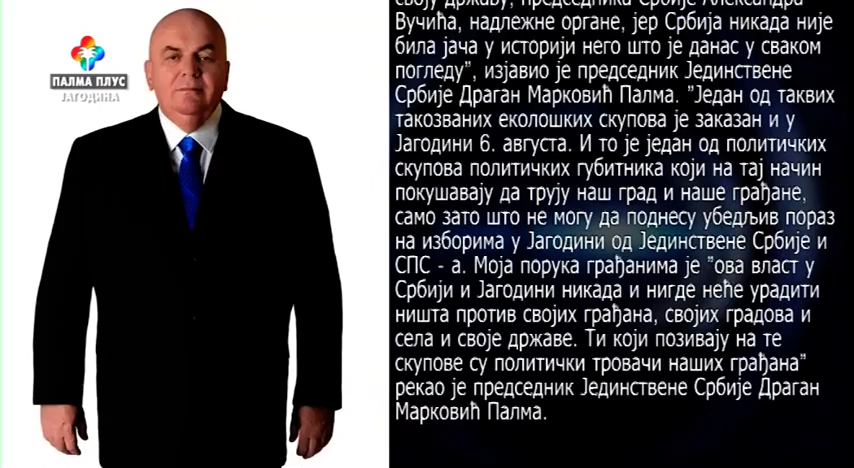 ПАЛМА ПЛУС
ЈАГОДИНА
своју државу, председника Србије Александра
Вучића, надлежне органе, јер Србија никада није
била јача у историји него што је данас у сваком
погледу”, изјавио је председник Јединствене
Србије Драган Марковић Палма. ”Један од таквих
такозваних еколошких скупова је заказан и у
Јагодини 6. августа. И то је један од политичких
скупова политичких губитника који на тај начин
покушавају да трују наш град и наше грађане,
само зато што не могу да поднесу убедљив пораз
на изборима у Јагодини од Јединствене Србије и
СПС - а. Моја порука грађанима је ”ова власт у
Србији и Јагодини никада и нигде неће урадити
ништа против својих грађана, својих градова и
села и своје државе. Ти који позивају на те
скупове су политички тровачи наших грађана”
рекао је председник Јединствене Србије Драган
Марковић Палма.